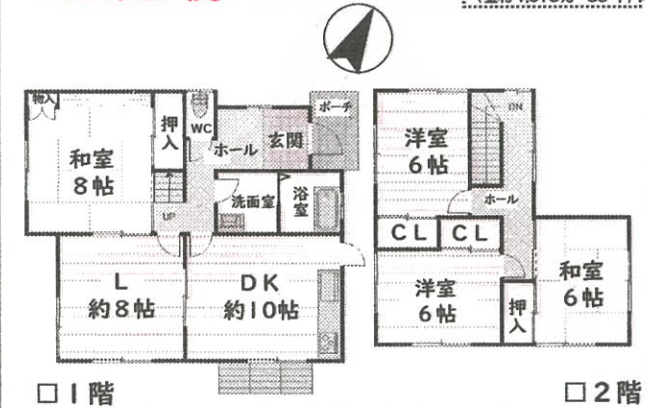 物入
和室
8帖
押入
WC
ホール
玄関
ポーチ
UP
洗面室
浴室
L
約8帖
DK
約10帖
□1階
洋室
6帖
DN
ホール
CL
CL
洋室
6帖
押入
和室
6帖
□2階